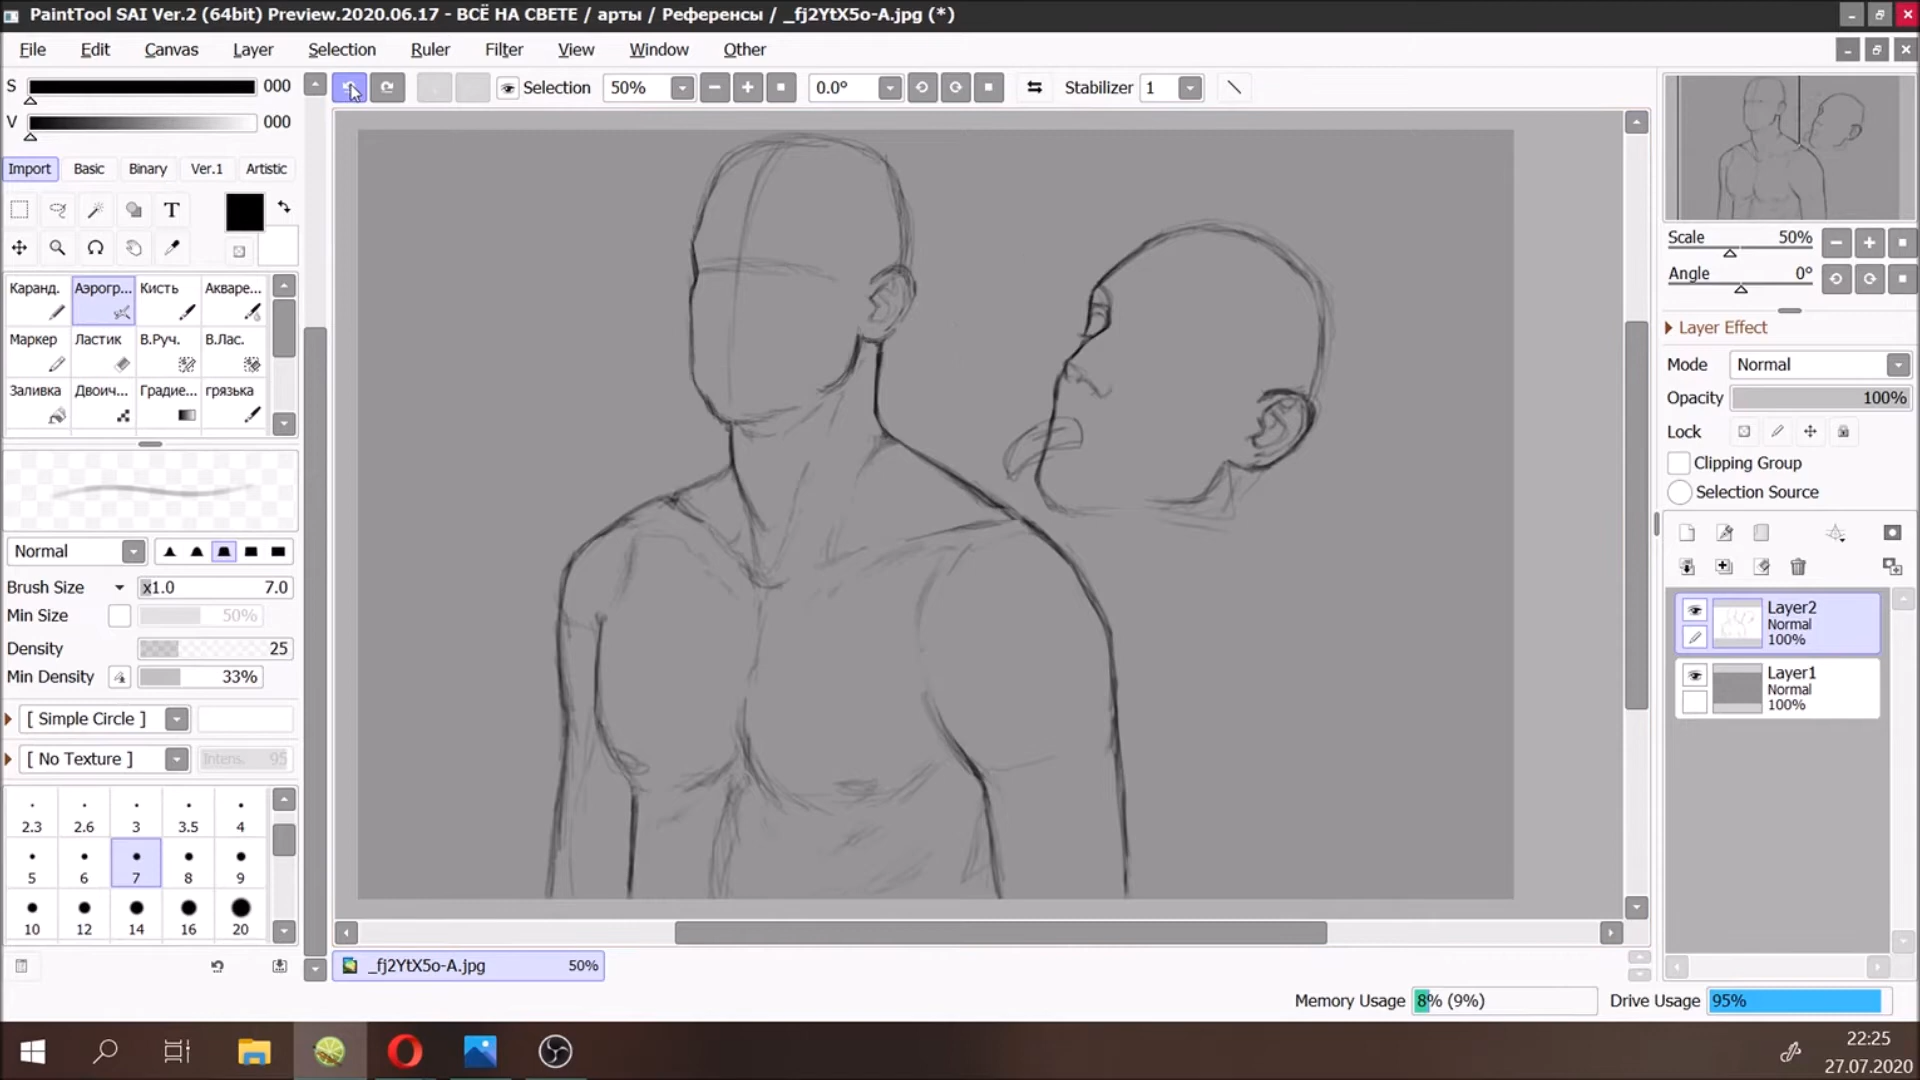 PaintTool SAI Ver.2 (64bit) Preview.2020.06.17 - ВСЁ НА СВЕТЕ / арты / Референсы / _fj2YtX5o-A.jpg (*)
File Edit Canvas Layer Selection Ruler Filter View Window Other
S 000
V 000
Selection 50% 0.0° Stabilizer 1
Import Basic Binary Ver.1 Artistic
T
Каранд. Аэрогр... Кисть Акваре...
Маркер Ластик В.Руч. В.Лас.
Заливка Двоич... Градие... грязька
Normal
Brush Size x1.0 7.0
Min Size 50%
Density 25
Min Density 33%
[ Simple Circle ]
[ No Texture ] Intens. 95
2.3 2.6 3 3.5 4
5 6 7 8 9
10 12 14 16 20
_fj2YtX5o-A.jpg 50%
Scale 50%
Angle 0°
Layer Effect
Mode Normal
Opacity 100%
Lock
Clipping Group
Selection Source
Layer2
Normal
100%
Layer1
Normal
100%
Memory Usage 8% (9%) Drive Usage 95%
22:25
27.07.2020